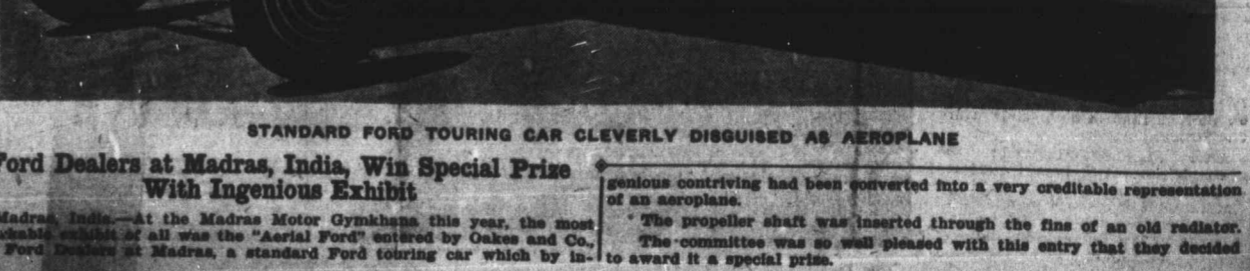 STANDARD FORD TOURING CAR CLEVERLY DISGUISED AS AEROPLANE
Ford Dealers at Madras, India, Win Special Prize
With Ingenious Exhibit
Madras, India.—At the Madras Motor Gymkhana this year, the most
exhibit of all was the "Aerial Ford" entered by Oakes and Co.,
Ford Dealers at Madras, a standard Ford touring car which by in-
genious contriving had been converted into a very creditable representation
of an aeroplane.
The propeller shaft was inserted through the fins of an old radiator.
The committee was so well pleased with this entry that they decided
to award it a special prize.